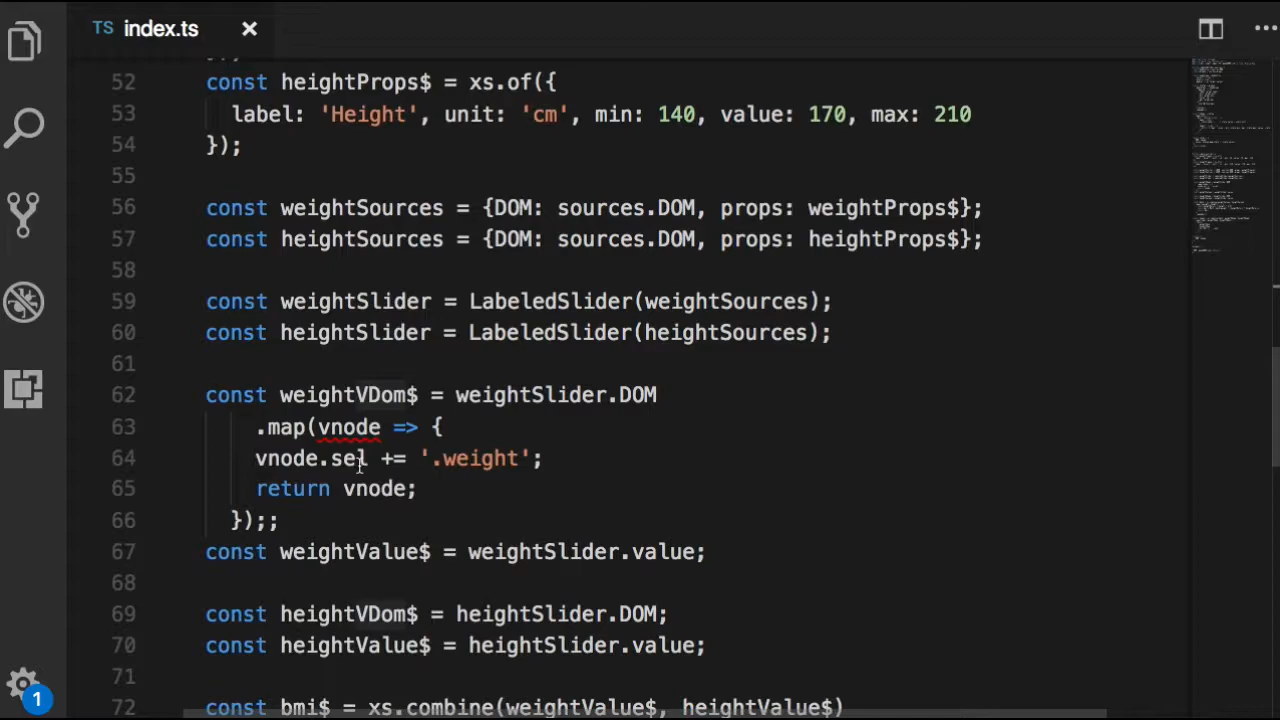 TS index.ts ×
52 const heightProps$ = xs.of({
53 label: 'Height', unit: 'cm', min: 140, value: 170, max: 210
54 });
55
56 const weightSources = {DOM: sources.DOM, props: weightProps$};
57 const heightSources = {DOM: sources.DOM, props: heightProps$};
58
59 const weightSlider = LabeledSlider(weightSources);
60 const heightSlider = LabeledSlider(heightSources);
61
62 const weightVDom$ = weightSlider.DOM
63 .map(vnode => {
64 vnode.sel += '.weight';
65 return vnode;
66 });;
67 const weightValue$ = weightSlider.value;
68
69 const heightVDom$ = heightSlider.DOM;
70 const heightValue$ = heightSlider.value;
71
72 const bmi$ = xs.combine(weightValue$, heightValue$)
1